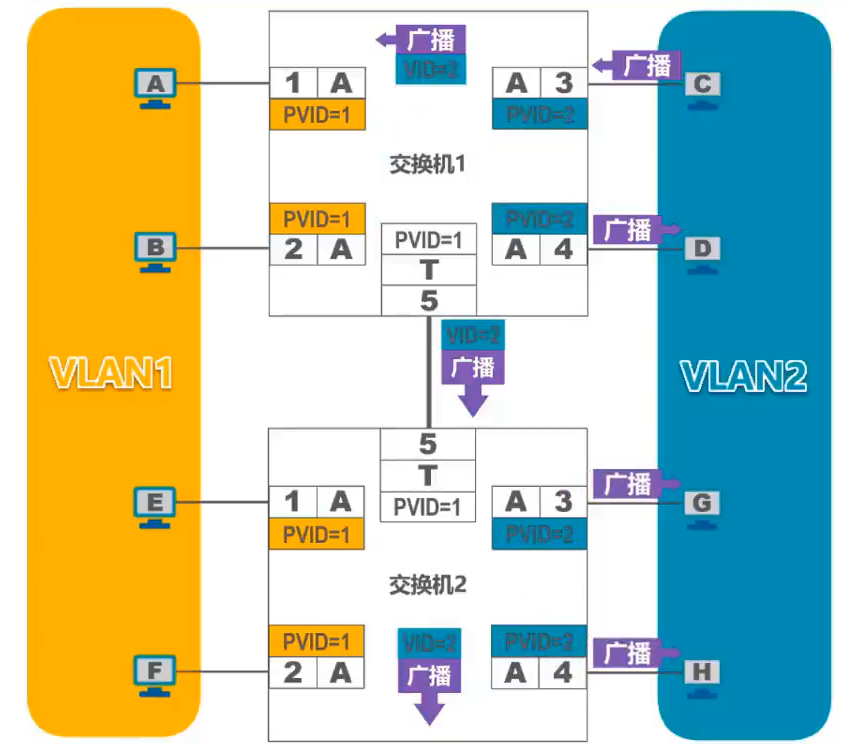 广播
VID=2
广播
A
1 A
A 3
C
PVID=1
PVID=2
交换机1
PVID=1
PVID=2
广播
B
2 A
PVID=1
A 4
D
T
5
VID=2
广播
VLAN1
VLAN2
5
T
PVID=1
广播
E
1 A
A 3
G
PVID=1
PVID=2
交换机2
PVID=1
VID=2
PVID=2
广播
F
2 A
广播
A 4
H